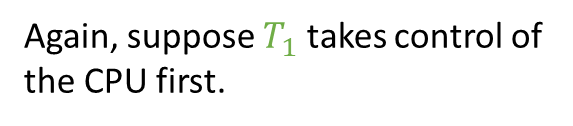 Again, suppose T₁ takes control of
the CPU first.